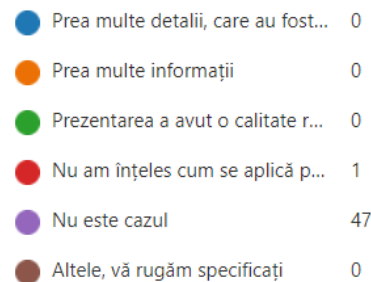 Prea multe detalii, care au fost... 0
Prea multe informații 0
Prezentarea a avut o calitate r... 0
Nu am înțeles cum se aplică p... 1
Nu este cazul 47
Altele, vă rugăm specificați 0